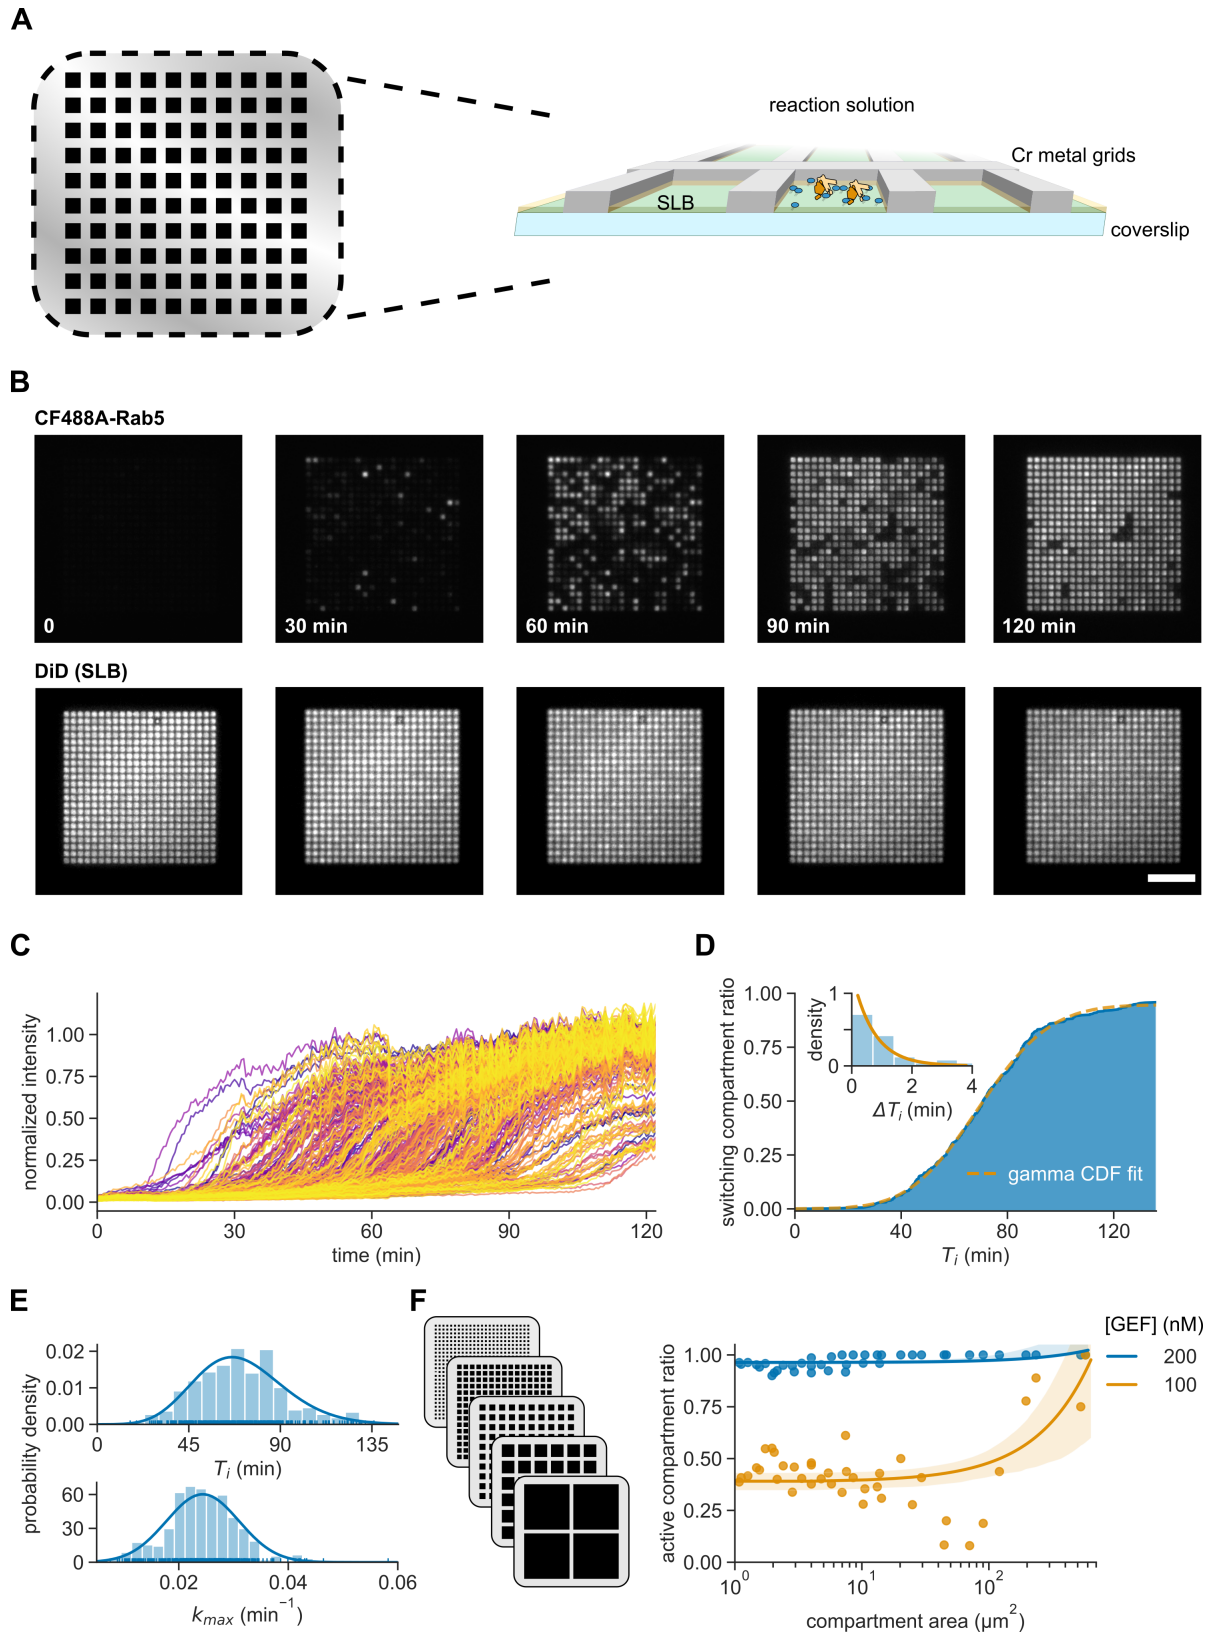 A
reaction solution
Cr metal grids
SLB
coverslip
B
CF488A-Rab5
0
30 min
60 min
90 min
120 min
DiD (SLB)
C
normalized intensity
1.00
0.75
0.50
0.25
0.00
0
30
60
90
120
time (min)
D
switching compartment ratio
1.00
0.75
0.50
0.25
0.00
density
1
0
0
2
4
ΔTi (min)
gamma CDF fit
0
40
80
120
Ti (min)
E
probability density
0.02
0.01
0.00
0
45
90
135
Ti (min)
60
30
0
0.02
0.04
0.06
kmax (min−1)
F
active compartment ratio
1.00
0.75
0.50
0.25
0.00
10^0
10^1
10^2
compartment area (µm2)
[GEF] (nM)
200
100